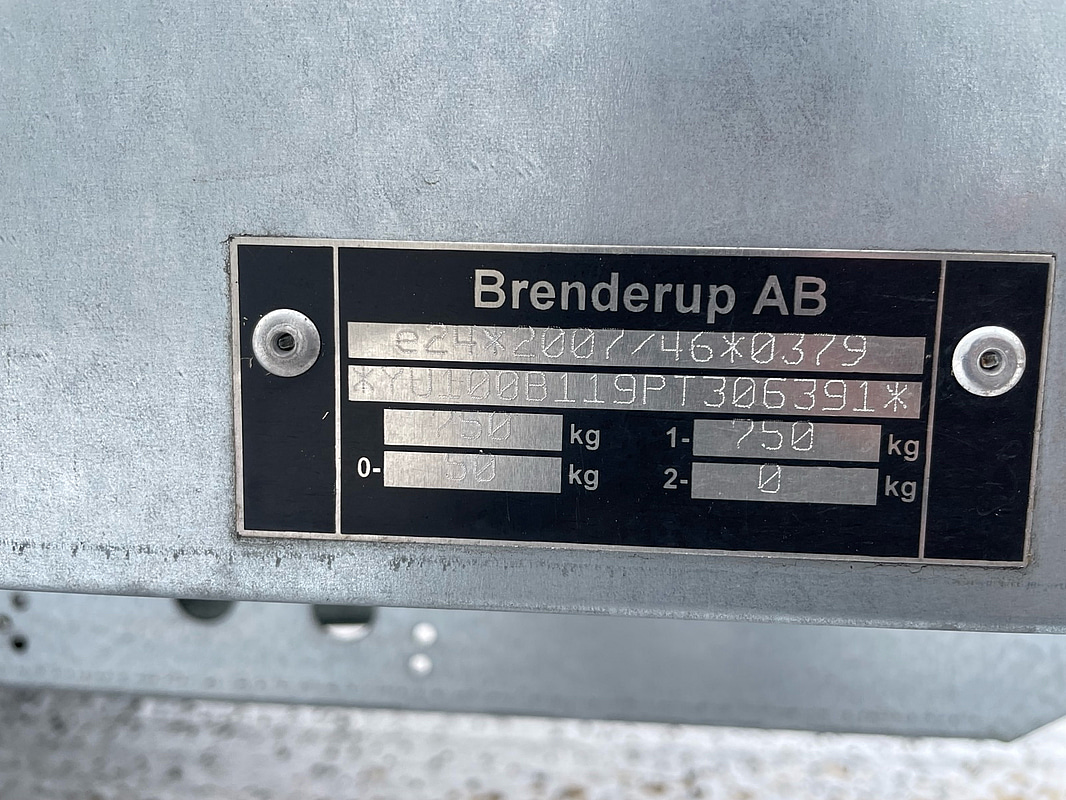 Brenderup AB
e24*2007/46*0379
*YU100B119PT306391*
750 kg 1- 750 kg
0- 50 kg 2- 0 kg